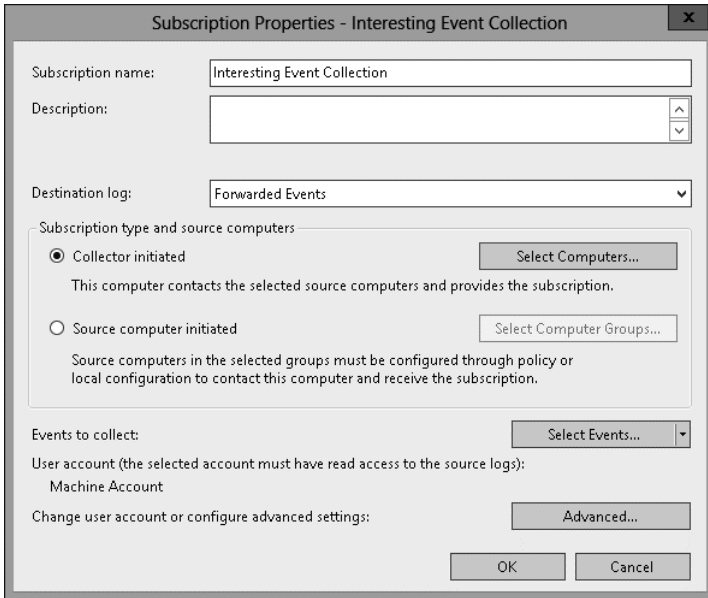 Subscription Properties - Interesting Event Collection
x
Subscription name:
Interesting Event Collection
Description:
Destination log:
Forwarded Events
Subscription type and source computers
Collector initiated
Select Computers...
This computer contacts the selected source computers and provides the subscription.
Source computer initiated
Select Computer Groups...
Source computers in the selected groups must be configured through policy or
local configuration to contact this computer and receive the subscription.
Events to collect:
Select Events...
User account (the selected account must have read access to the source logs):
Machine Account
Change user account or configure advanced settings:
Advanced...
OK
Cancel